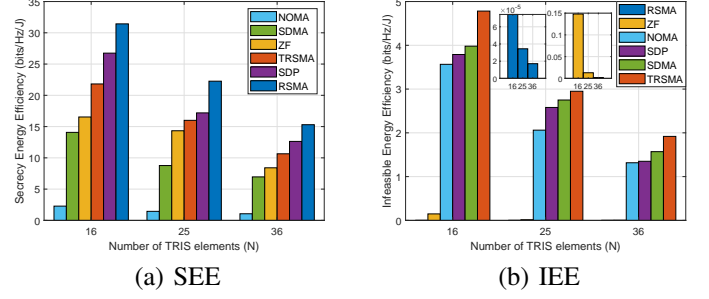 35
30
25
20
15
10
5
0
Secrecy Energy Efficiency (bits/Hz/J)
NOMA
SDMA
ZF
TRSMA
SDP
RSMA
16
25
36
Number of TRIS elements (N)
(a) SEE
5
4
3
2
1
0
Infeasible Energy Efficiency (bits/Hz/J)
×10⁻⁵
6
4
2
0
16 25 36
0.15
0.1
0.05
0
16 25 36
RSMA
ZF
NOMA
SDP
SDMA
TRSMA
16
25
36
Number of TRIS elements (N)
(b) IEE